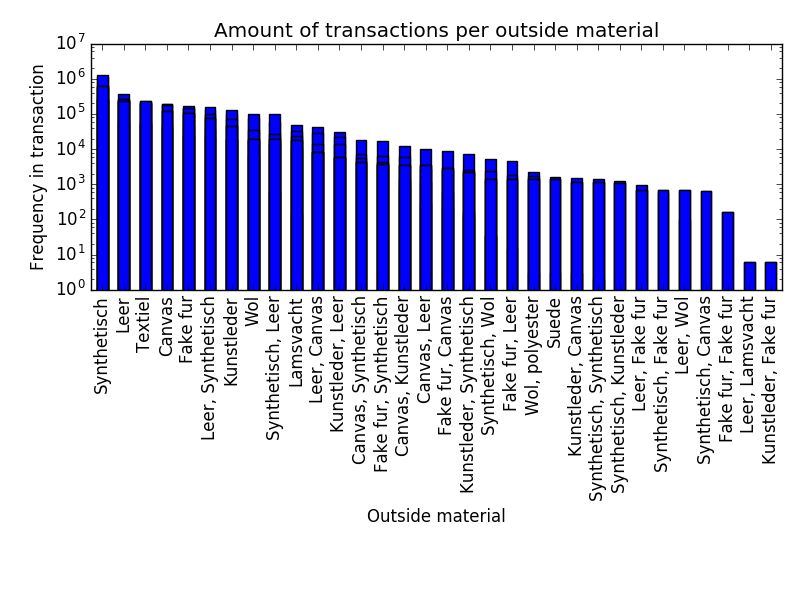 Amount of transactions per outside material
Frequency in transaction
10^7
10^6
10^5
10^4
10^3
10^2
10^1
10^0
Synthetisch
Leer
Textiel
Canvas
Fake fur
Leer, Synthetisch
Kunstleder
Wol
Synthetisch, Leer
Lamsvacht
Leer, Canvas
Kunstleder, Leer
Canvas, Synthetisch
Fake fur, Synthetisch
Canvas, Kunstleder
Canvas, Leer
Fake fur, Canvas
Kunstleder, Synthetisch
Synthetisch, Wol
Fake fur, Leer
Wol, polyester
Suede
Kunstleder, Canvas
Synthetisch, Synthetisch
Synthetisch, Kunstleder
Leer, Fake fur
Synthetisch, Fake fur
Leer, Wol
Synthetisch, Canvas
Fake fur, Fake fur
Leer, Lamsvacht
Kunstleder, Fake fur
Outside material